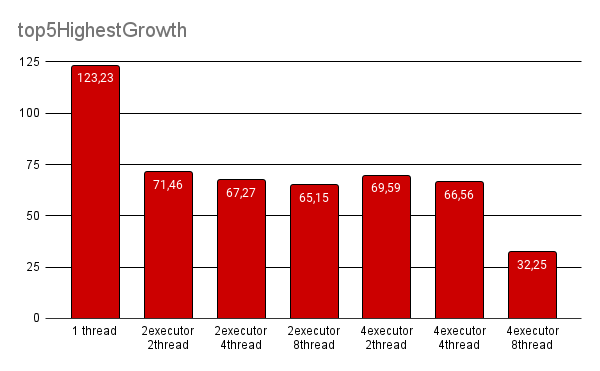 top5HighestGrowth
125
100
75
50
25
0
123,23
71,46
67,27
65,15
69,59
66,56
32,25
1 thread
2executor
2thread
2executor
4thread
2executor
8thread
4executor
2thread
4executor
4thread
4executor
8thread